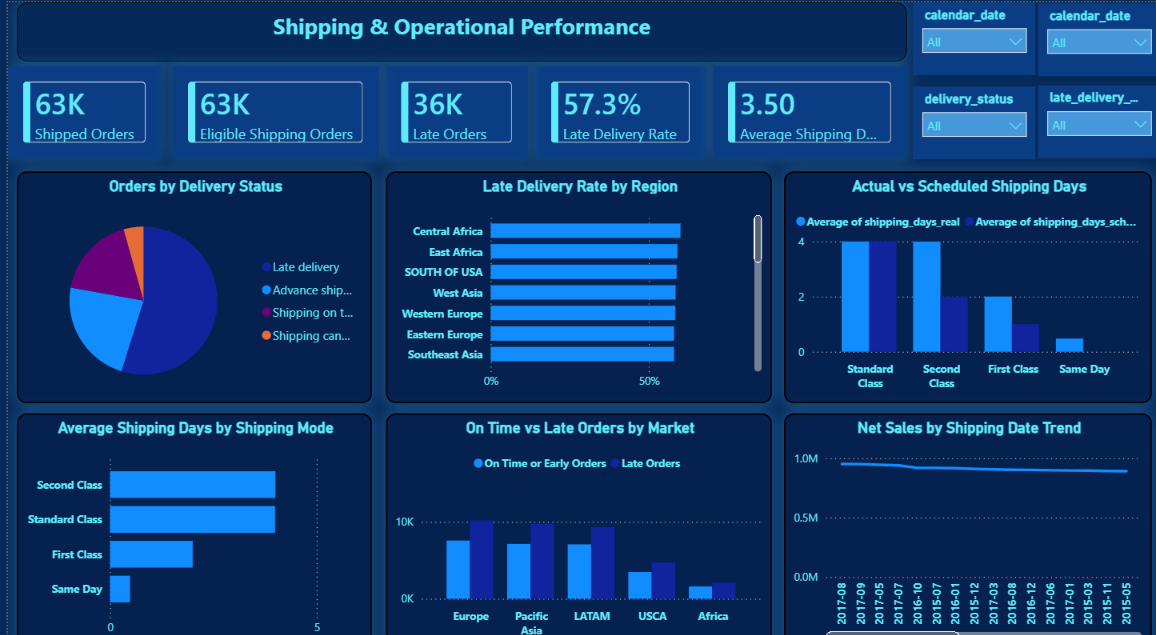 Shipping & Operational Performance
calendar_date
All
calendar_date
All
63K
Shipped Orders
63K
Eligible Shipping Orders
36K
Late Orders
57.3%
Late Delivery Rate
3.50
Average Shipping D...
delivery_status
All
late_delivery_...
All
Orders by Delivery Status
Late delivery
Advance ship...
Shipping on t...
Shipping can...
Late Delivery Rate by Region
Central Africa
East Africa
SOUTH OF USA
West Asia
Western Europe
Eastern Europe
Southeast Asia
0%
50%
Actual vs Scheduled Shipping Days
Average of shipping_days_real
Average of shipping_days_sch...
4
2
0
Standard
Class
Second
Class
First Class
Same Day
Average Shipping Days by Shipping Mode
Second Class
Standard Class
First Class
Same Day
0
5
On Time vs Late Orders by Market
On Time or Early Orders
Late Orders
10K
0K
Europe
Pacific
Asia
LATAM
USCA
Africa
Net Sales by Shipping Date Trend
1.0M
0.5M
0.0M
2017-08
2017-09
2017-05
2017-07
2016-10
2015-07
2016-01
2015-12
2017-03
2016-08
2016-12
2017-06
2017-01
2015-03
2015-11
2015-05